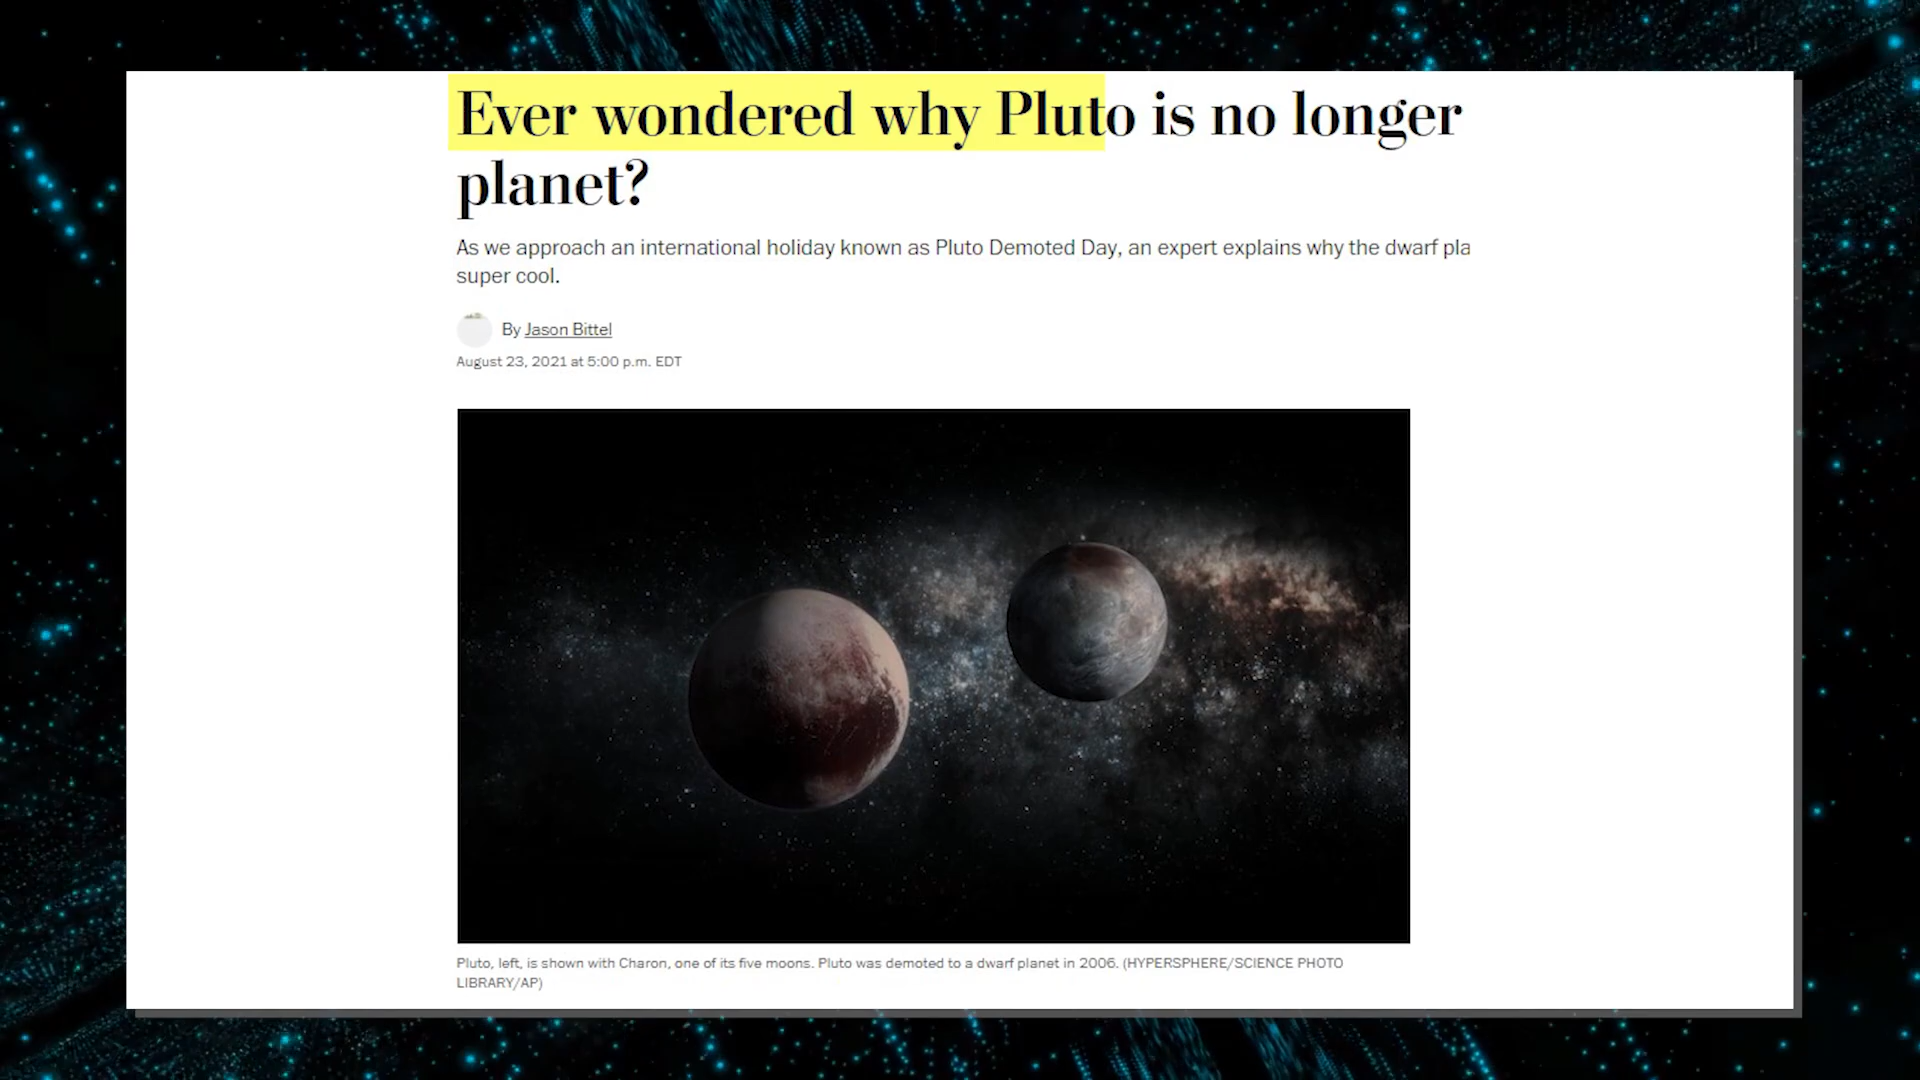 Ever wondered why Pluto is no longer
planet?
As we approach an international holiday known as Pluto Demoted Day, an expert explains why the dwarf pla
super cool.
By Jason Bittel
August 23, 2021 at 5:00 p.m. EDT
Pluto, left, is shown with Charon, one of its five moons. Pluto was demoted to a dwarf planet in 2006. (HYPERSPHERE/SCIENCE PHOTO
LIBRARY/AP)